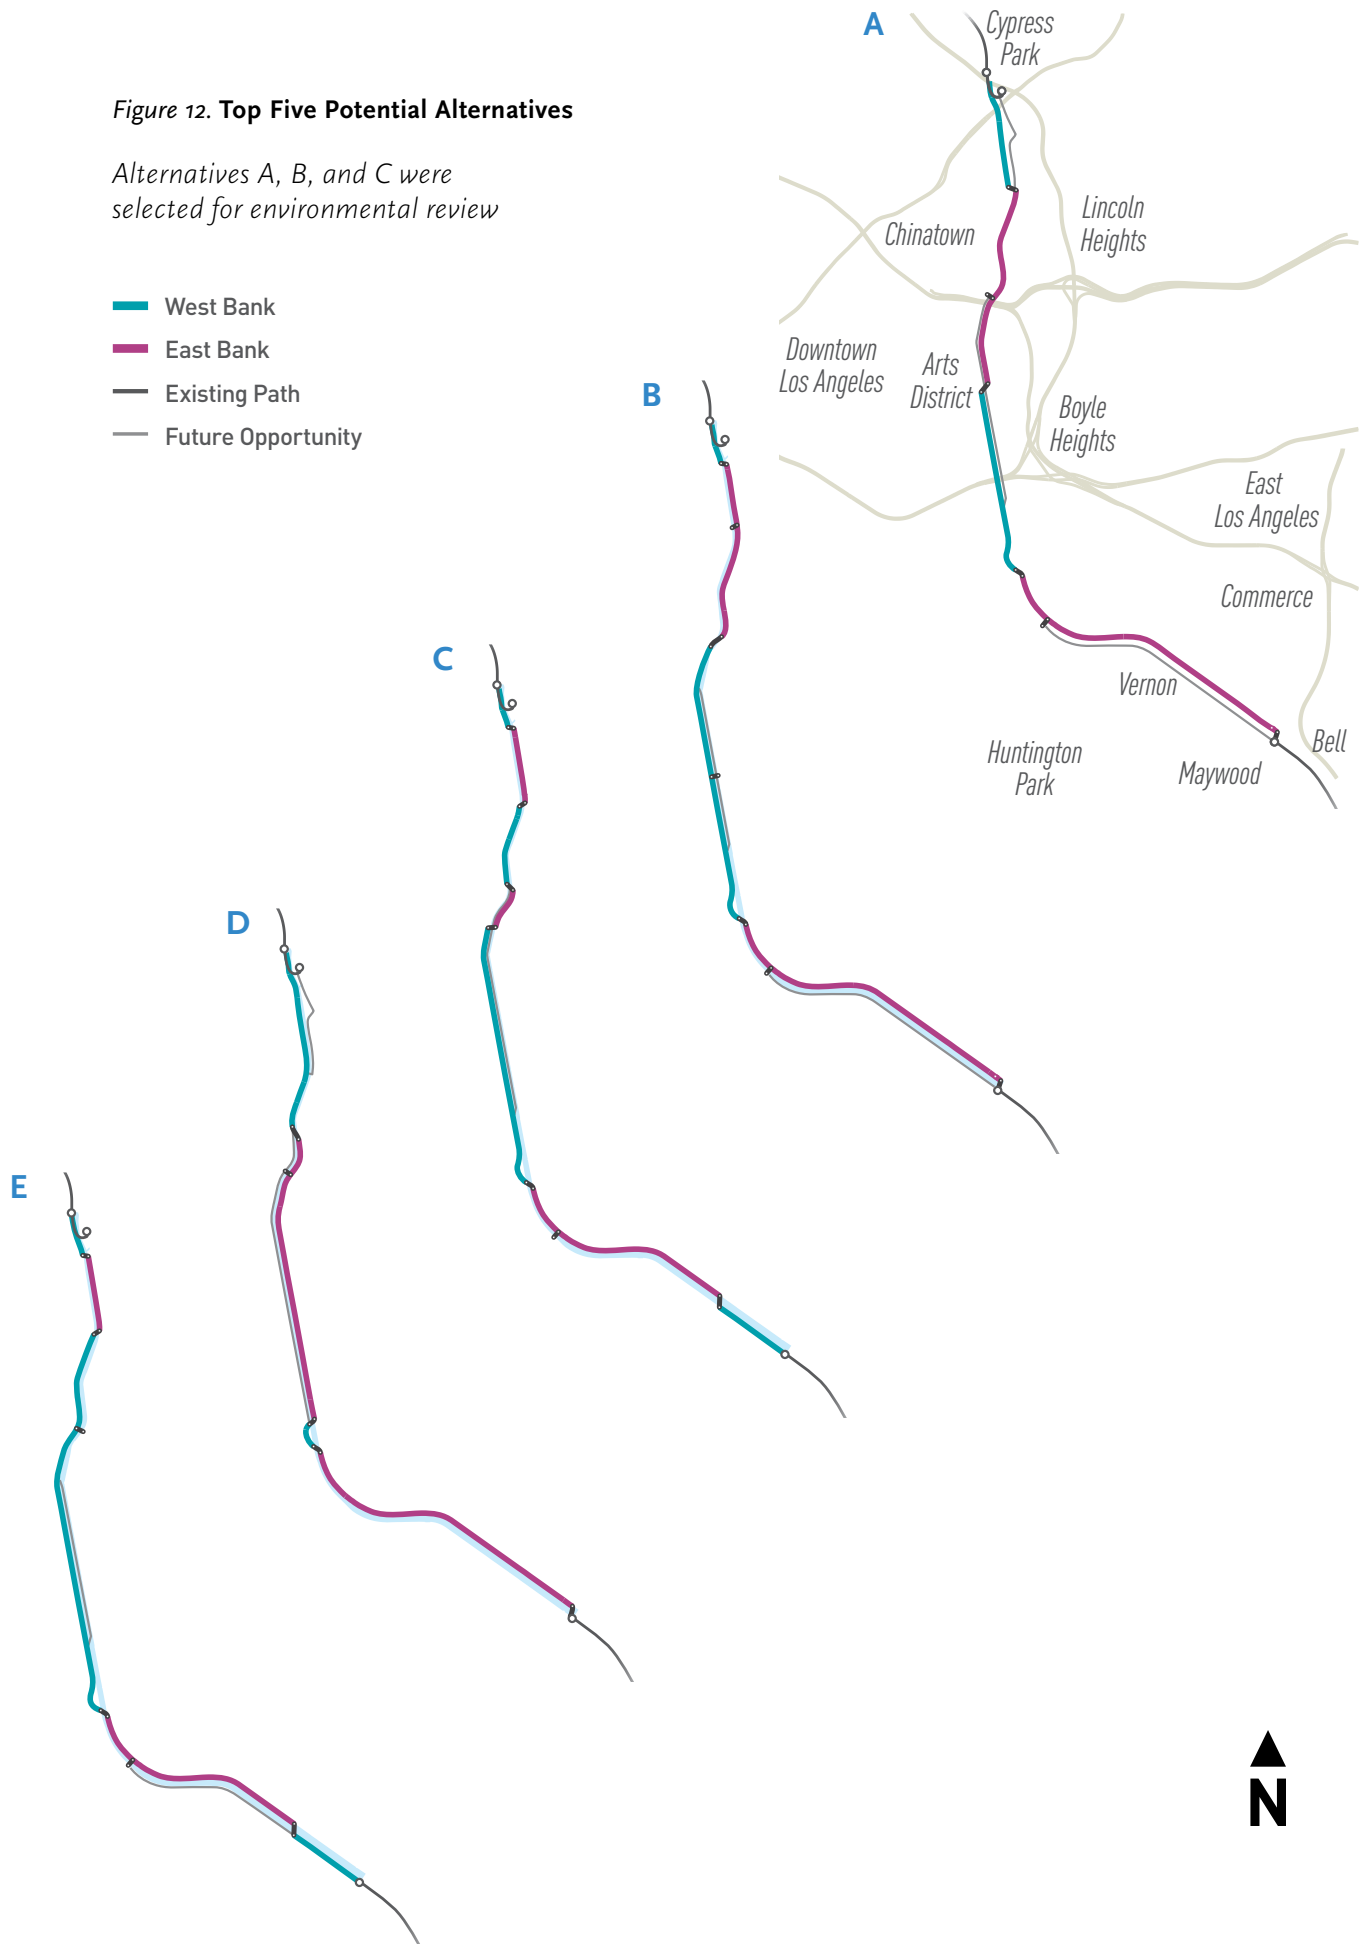 Figure 12. Top Five Potential Alternatives
Alternatives A, B, and C were
selected for environmental review
West Bank
East Bank
Existing Path
Future Opportunity
A
Cypress
Park
Lincoln
Heights
Chinatown
Downtown
Los Angeles
Arts
District
Boyle
Heights
East
Los Angeles
Commerce
Vernon
Bell
Huntington
Park
Maywood
B
C
D
E
N